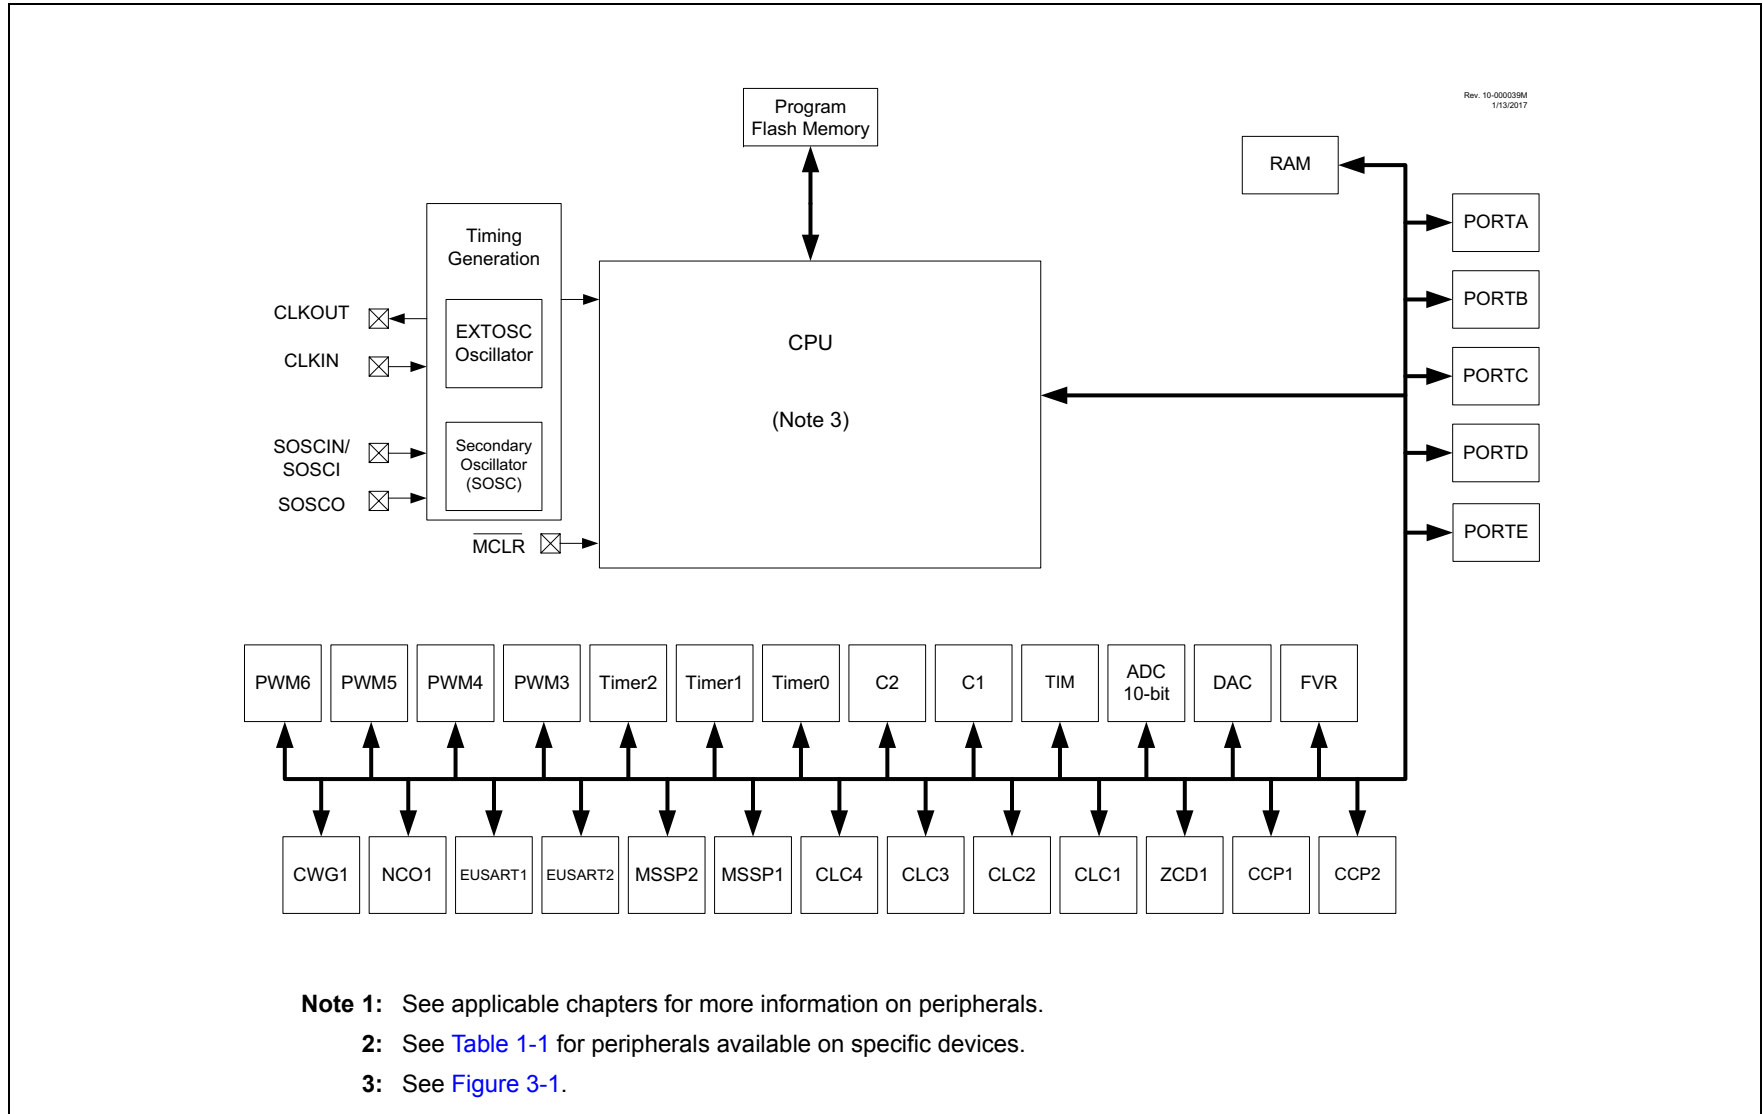 Program
Flash Memory
Rev. 10-000039M
1/13/2017
RAM
PORTA
Timing
Generation
PORTB
CLKOUT
EXTOSC
Oscillator
CPU
CLKIN
PORTC
(Note 3)
SOSCIN/
SOSCI
Secondary
Oscillator
(SOSC)
PORTD
SOSCO
MCLR
PORTE
PWM6 PWM5 PWM4 PWM3 Timer2 Timer1 Timer0 C2 C1 TIM ADC 10-bit DAC FVR
CWG1 NCO1 EUSART1 EUSART2 MSSP2 MSSP1 CLC4 CLC3 CLC2 CLC1 ZCD1 CCP1 CCP2
Note 1: See applicable chapters for more information on peripherals.
2: See Table 1-1 for peripherals available on specific devices.
3: See Figure 3-1.